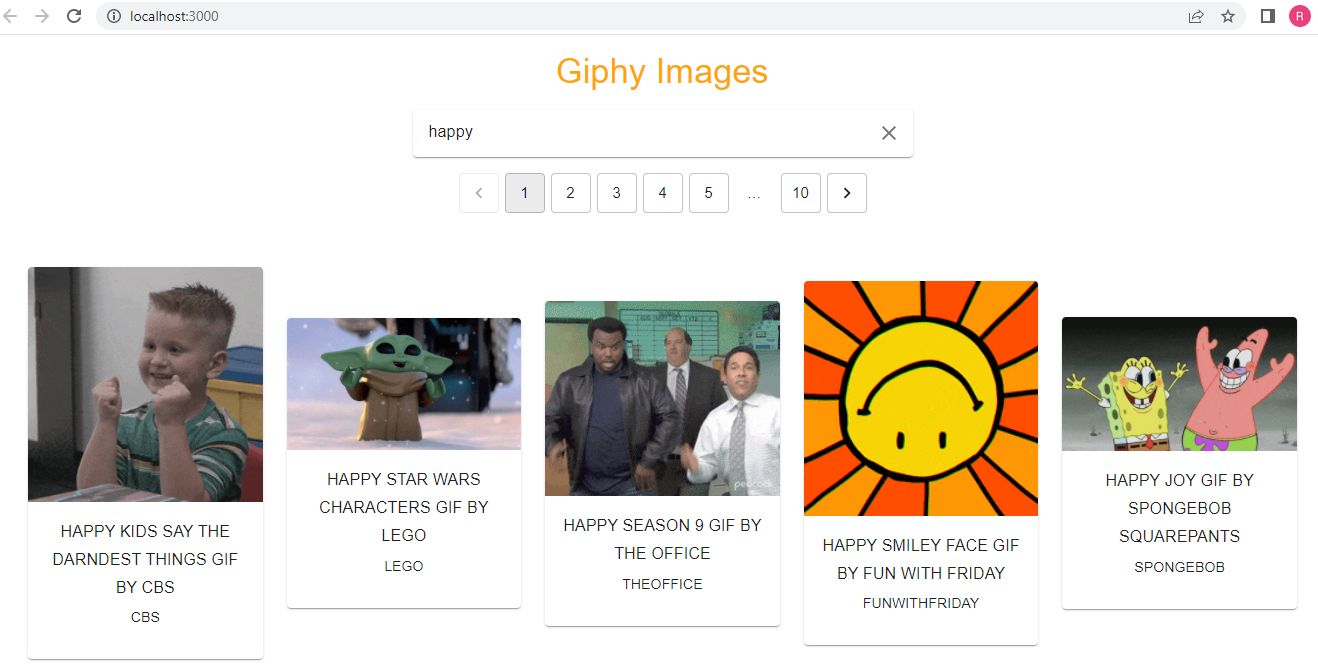 localhost:3000
R
Giphy Images
happy
1 2 3 4 5 ... 10
HAPPY KIDS SAY THE
DARNDEST THINGS GIF
BY CBS
CBS
HAPPY STAR WARS
CHARACTERS GIF BY
LEGO
LEGO
peacock
HAPPY SEASON 9 GIF BY
THE OFFICE
THEOFFICE
HAPPY SMILEY FACE GIF
BY FUN WITH FRIDAY
FUNWITHFRIDAY
HAPPY JOY GIF BY
SPONGEBOB
SQUAREPANTS
SPONGEBOB